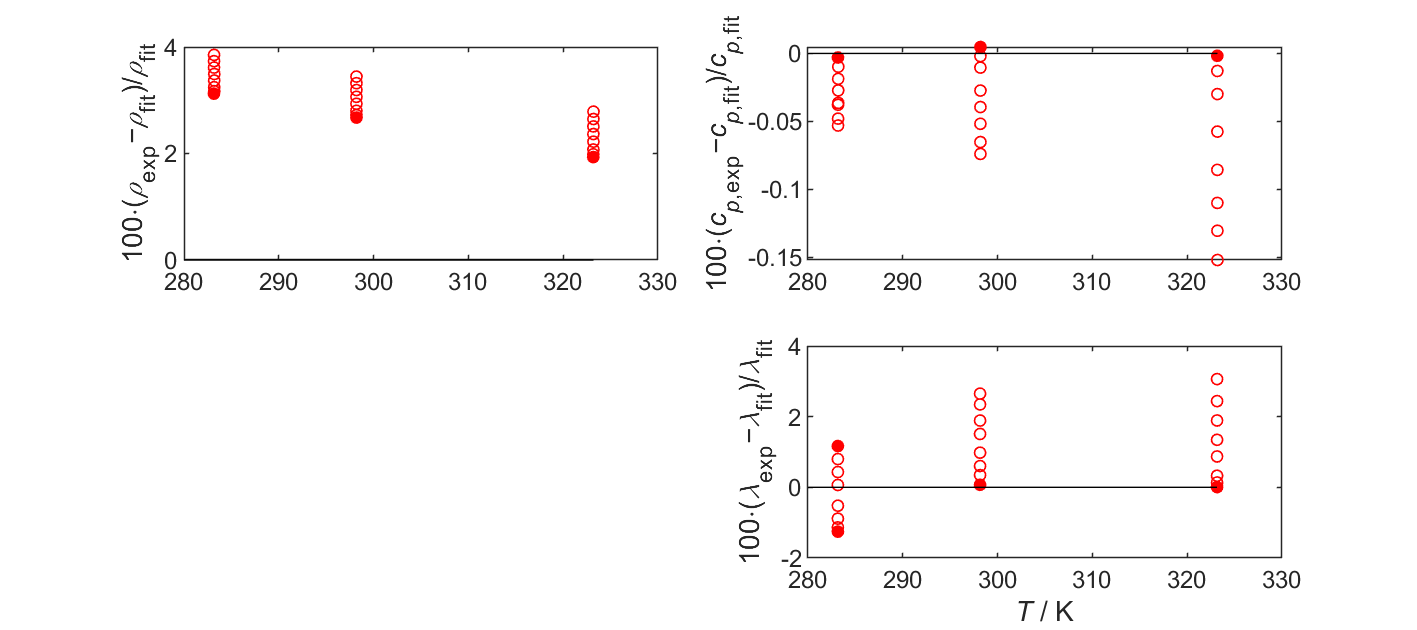 100·(ρexp−ρfit)/ρfit
4
2
0
280 290 300 310 320 330
100·(cp,exp−cp,fit)/cp,fit
0
-0.05
-0.1
-0.15
280 290 300 310 320 330
100·(λexp−λfit)/λfit
4
2
0
-2
280 290 300 310 320 330
T / K